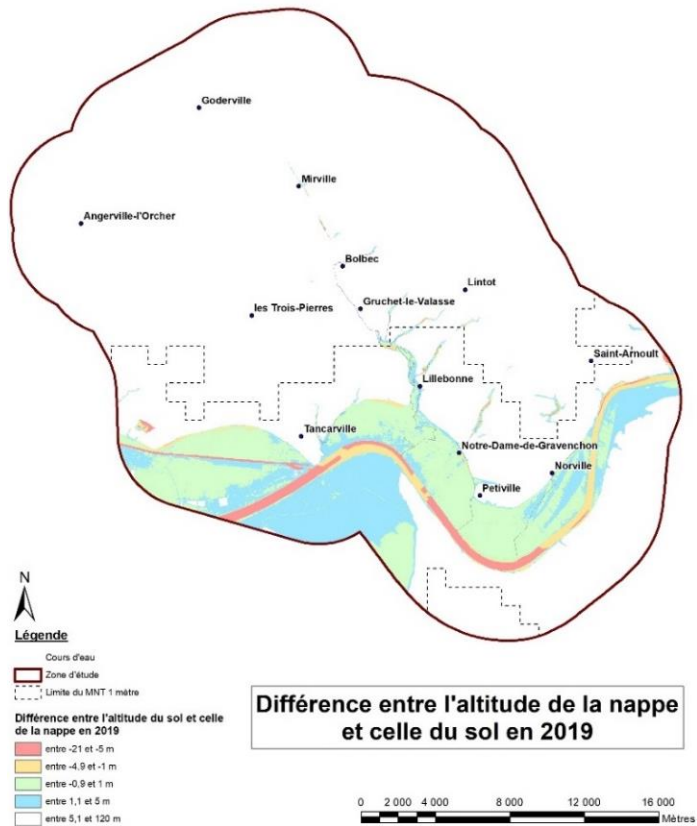 Goderville
Mirville
Angerville-l'Orcher
Bolbec
Lintot
Gruchet-le-Valasse
les Trois-Pierres
Saint-Arnoult
Lillebonne
Tancarville
Notre-Dame-de-Gravenchon
Norville
Petiville
N
Légende
Cours d'eau
Zone d'étude
Limite du MNT 1 mètre
Différence entre l'altitude du sol et celle
de la nappe en 2019
entre -21 et -5 m
entre -4,9 et -1 m
entre -0,9 et 1 m
entre 1,1 et 5 m
entre 5,1 et 120 m
Différence entre l'altitude de la nappe
et celle du sol en 2019
0 2 000 4 000 8 000 12 000 16 000
Mètres